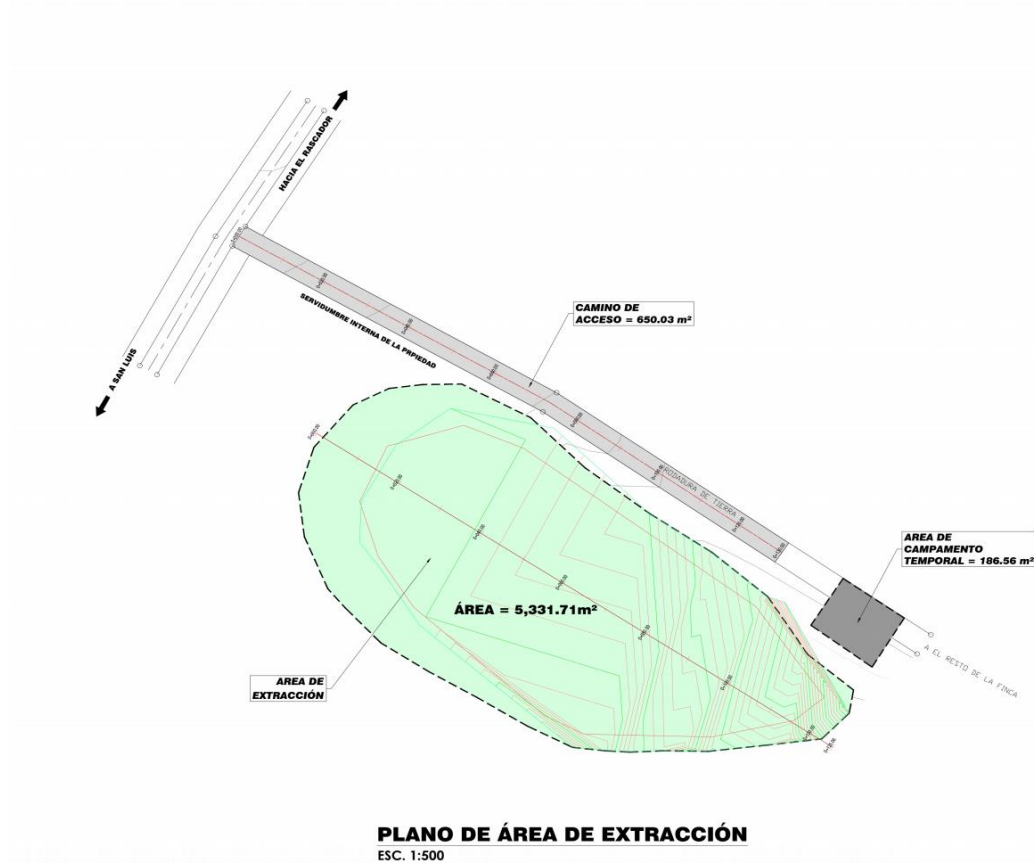 HACIA EL RASCADOR
A SAN LUIS
SERVIDUMBRE INTERNA DE LA PRPIEDAD
CAMINO DE
ACCESO = 650.03 m²
RODADURA DE TIERRA
AREA DE
CAMPAMENTO
TEMPORAL = 186.56 m²
ÁREA = 5,331.71m²
AREA DE
EXTRACCIÓN
A EL RESTO DE LA FINCA
PLANO DE ÁREA DE EXTRACCIÓN
ESC. 1:500